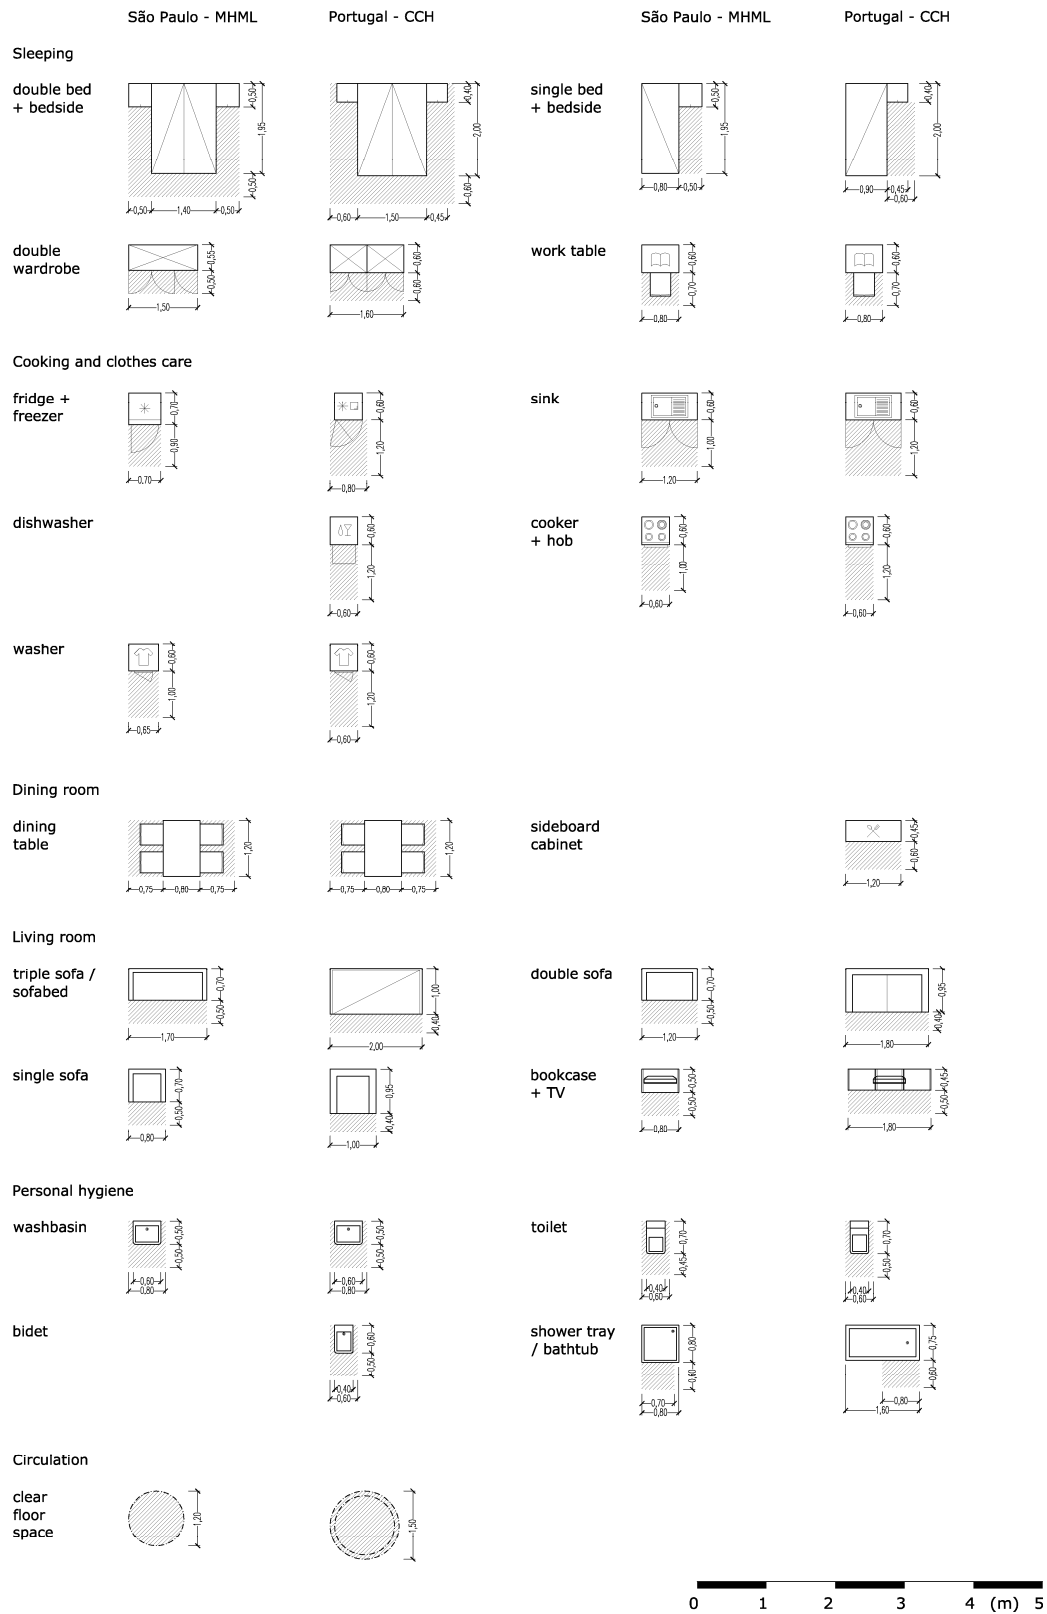 São Paulo - MHML Portugal - CCH São Paulo - MHML Portugal - CCH
Sleeping
double bed
+ bedside
0,50 1,95 0,50
0,50 1,40 0,50
0,40 2,00 0,60
0,60 1,50 0,45
single bed
+ bedside
0,50 1,95
0,80 0,50
0,40 2,00
0,90 0,45
0,60
double
wardrobe
0,55 0,50
1,50
0,60 0,60
1,60
work table
0,60 0,70
0,80
0,60 0,70
0,80
Cooking and clothes care
fridge +
freezer
0,70 0,90
0,70
0,60 1,20
0,80
sink
0,60 1,00
1,20
0,60 1,20
1,20
dishwasher
0,60 1,20
0,60
cooker
+ hob
0,60 1,00
0,60
0,60 1,20
0,60
washer
0,60 1,00
0,65
0,60 1,20
0,60
Dining room
dining
table
1,20
0,75 0,80 0,75
1,20
0,75 0,80 0,75
sideboard
cabinet
0,45 0,60
1,20
Living room
triple sofa /
sofabed
0,70 0,50
1,70
1,00 0,40
2,00
double sofa
0,70 0,50
1,20
0,95 0,40
1,80
single sofa
0,70 0,50
0,80
0,95 0,40
1,00
bookcase
+ TV
0,50 0,50
0,80
0,45 0,50
1,80
Personal hygiene
washbasin
0,50 0,50
0,60
0,80
0,50 0,50
0,60
0,80
toilet
0,70 0,45
0,40
0,60
0,70 0,50
0,40
0,60
bidet
0,60 0,50
0,40
0,60
shower tray
/ bathtub
0,80 0,60
0,70
0,80
0,75 0,60
0,80
1,60
Circulation
clear
floor
space
1,20
1,50
0 1 2 3 4 (m) 5